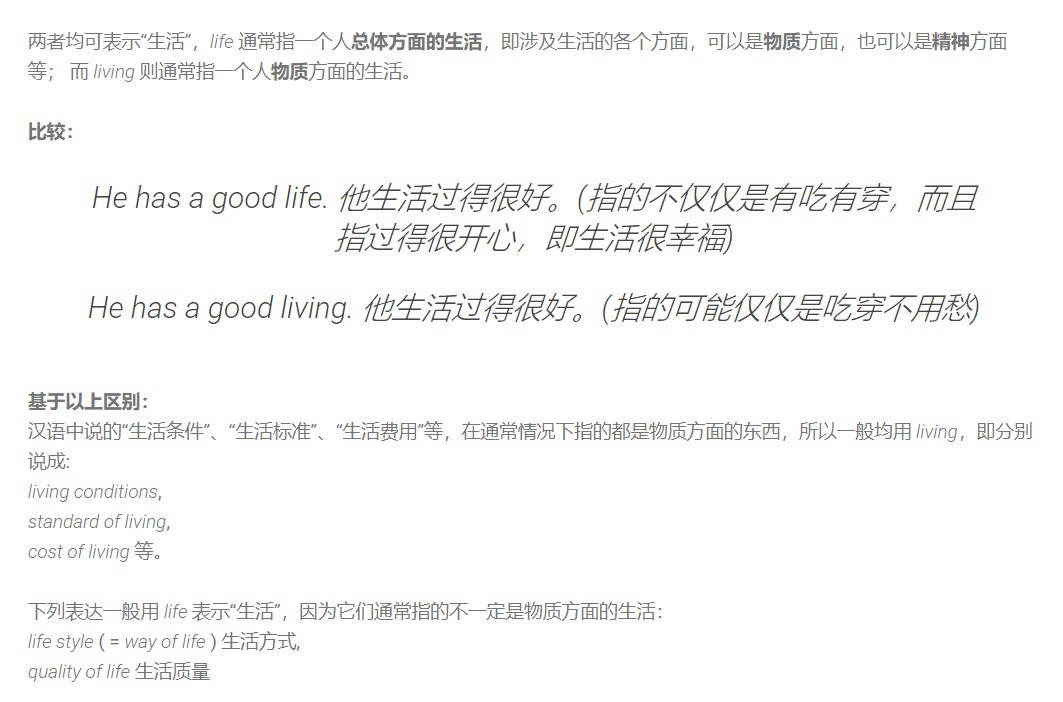 两者均可表示“生活”，life 通常指一个人总体方面的生活，即涉及生活的各个方面，可以是物质方面，也可以是精神方面
等； 而 living 则通常指一个人物质方面的生活。
比较：
He has a good life. 他生活过得很好。(指的不仅仅是有吃有穿，而且
指过得很开心，即生活很幸福)
He has a good living. 他生活过得很好。(指的可能仅仅是吃穿不用愁)
基于以上区别：
汉语中说的“生活条件”、“生活标准”、“生活费用”等，在通常情况下指的都是物质方面的东西，所以一般均用 living，即分别
说成:
living conditions,
standard of living,
cost of living 等。
下列表达一般用 life 表示“生活”，因为它们通常指的不一定是物质方面的生活：
life style ( = way of life ) 生活方式,
quality of life 生活质量